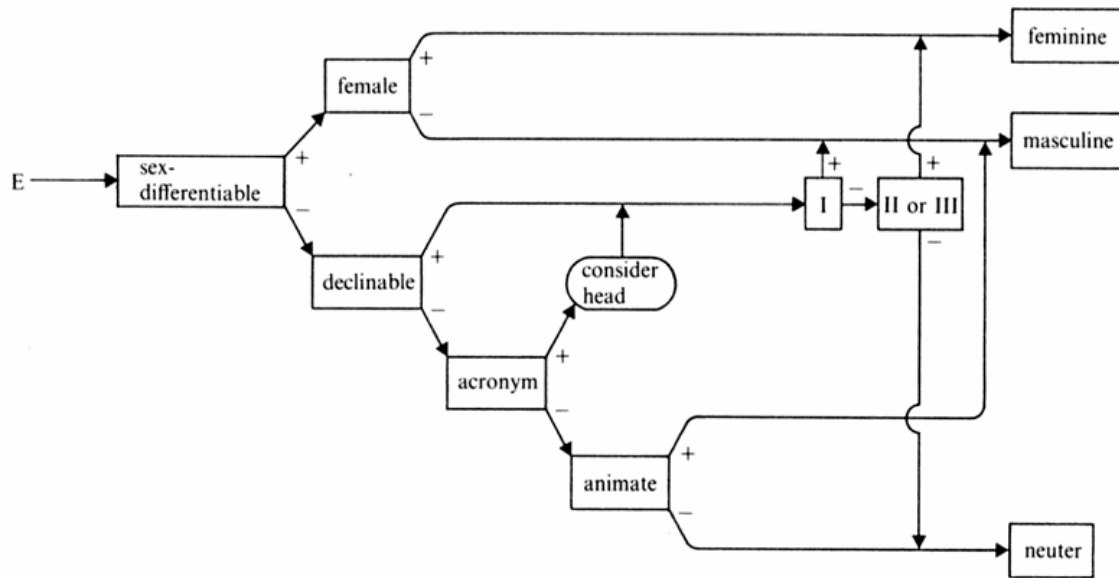 feminine
+
female
−
masculine
sex-
differentiable
E
+
−
+
−
+
I
II or III
−
declinable
+
−
consider
head
acronym
+
−
animate
+
−
neuter